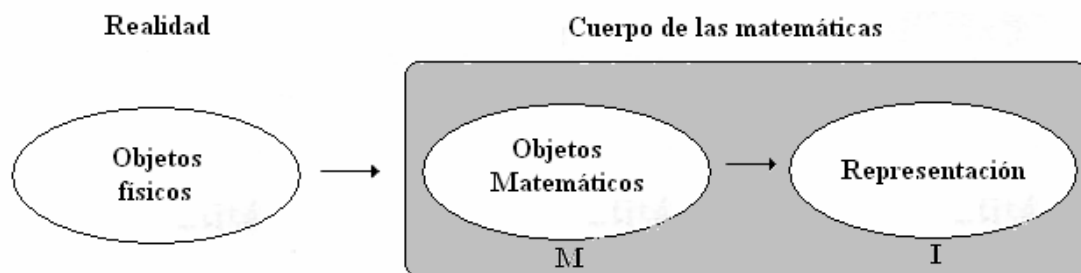 Realidad
Cuerpo de las matemáticas
Objetos
físicos
Objetos
Matemáticos
Representación
M
I